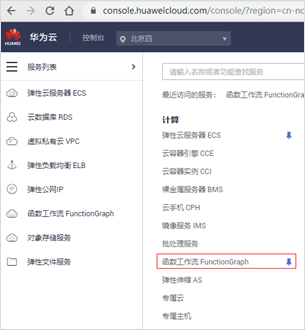 console.huaweicloud.com/console/?region=cn-no
HUAWEI
华为云
控制台
北京四
服务列表
弹性云服务器 ECS
云数据库 RDS
虚拟私有云 VPC
弹性负载均衡 ELB
弹性公网IP
函数工作流 FunctionGraph
对象存储服务
弹性文件服务
请输入名称或者功能查找服务
最近访问的服务： 函数工作流 FunctionGra
计算
弹性云服务器 ECS
云容器引擎 CCE
云容器实例 CCI
裸金属服务器 BMS
云手机 CPH
镜像服务 IMS
批处理服务
函数工作流 FunctionGraph
弹性伸缩 AS
专属云
专属主机